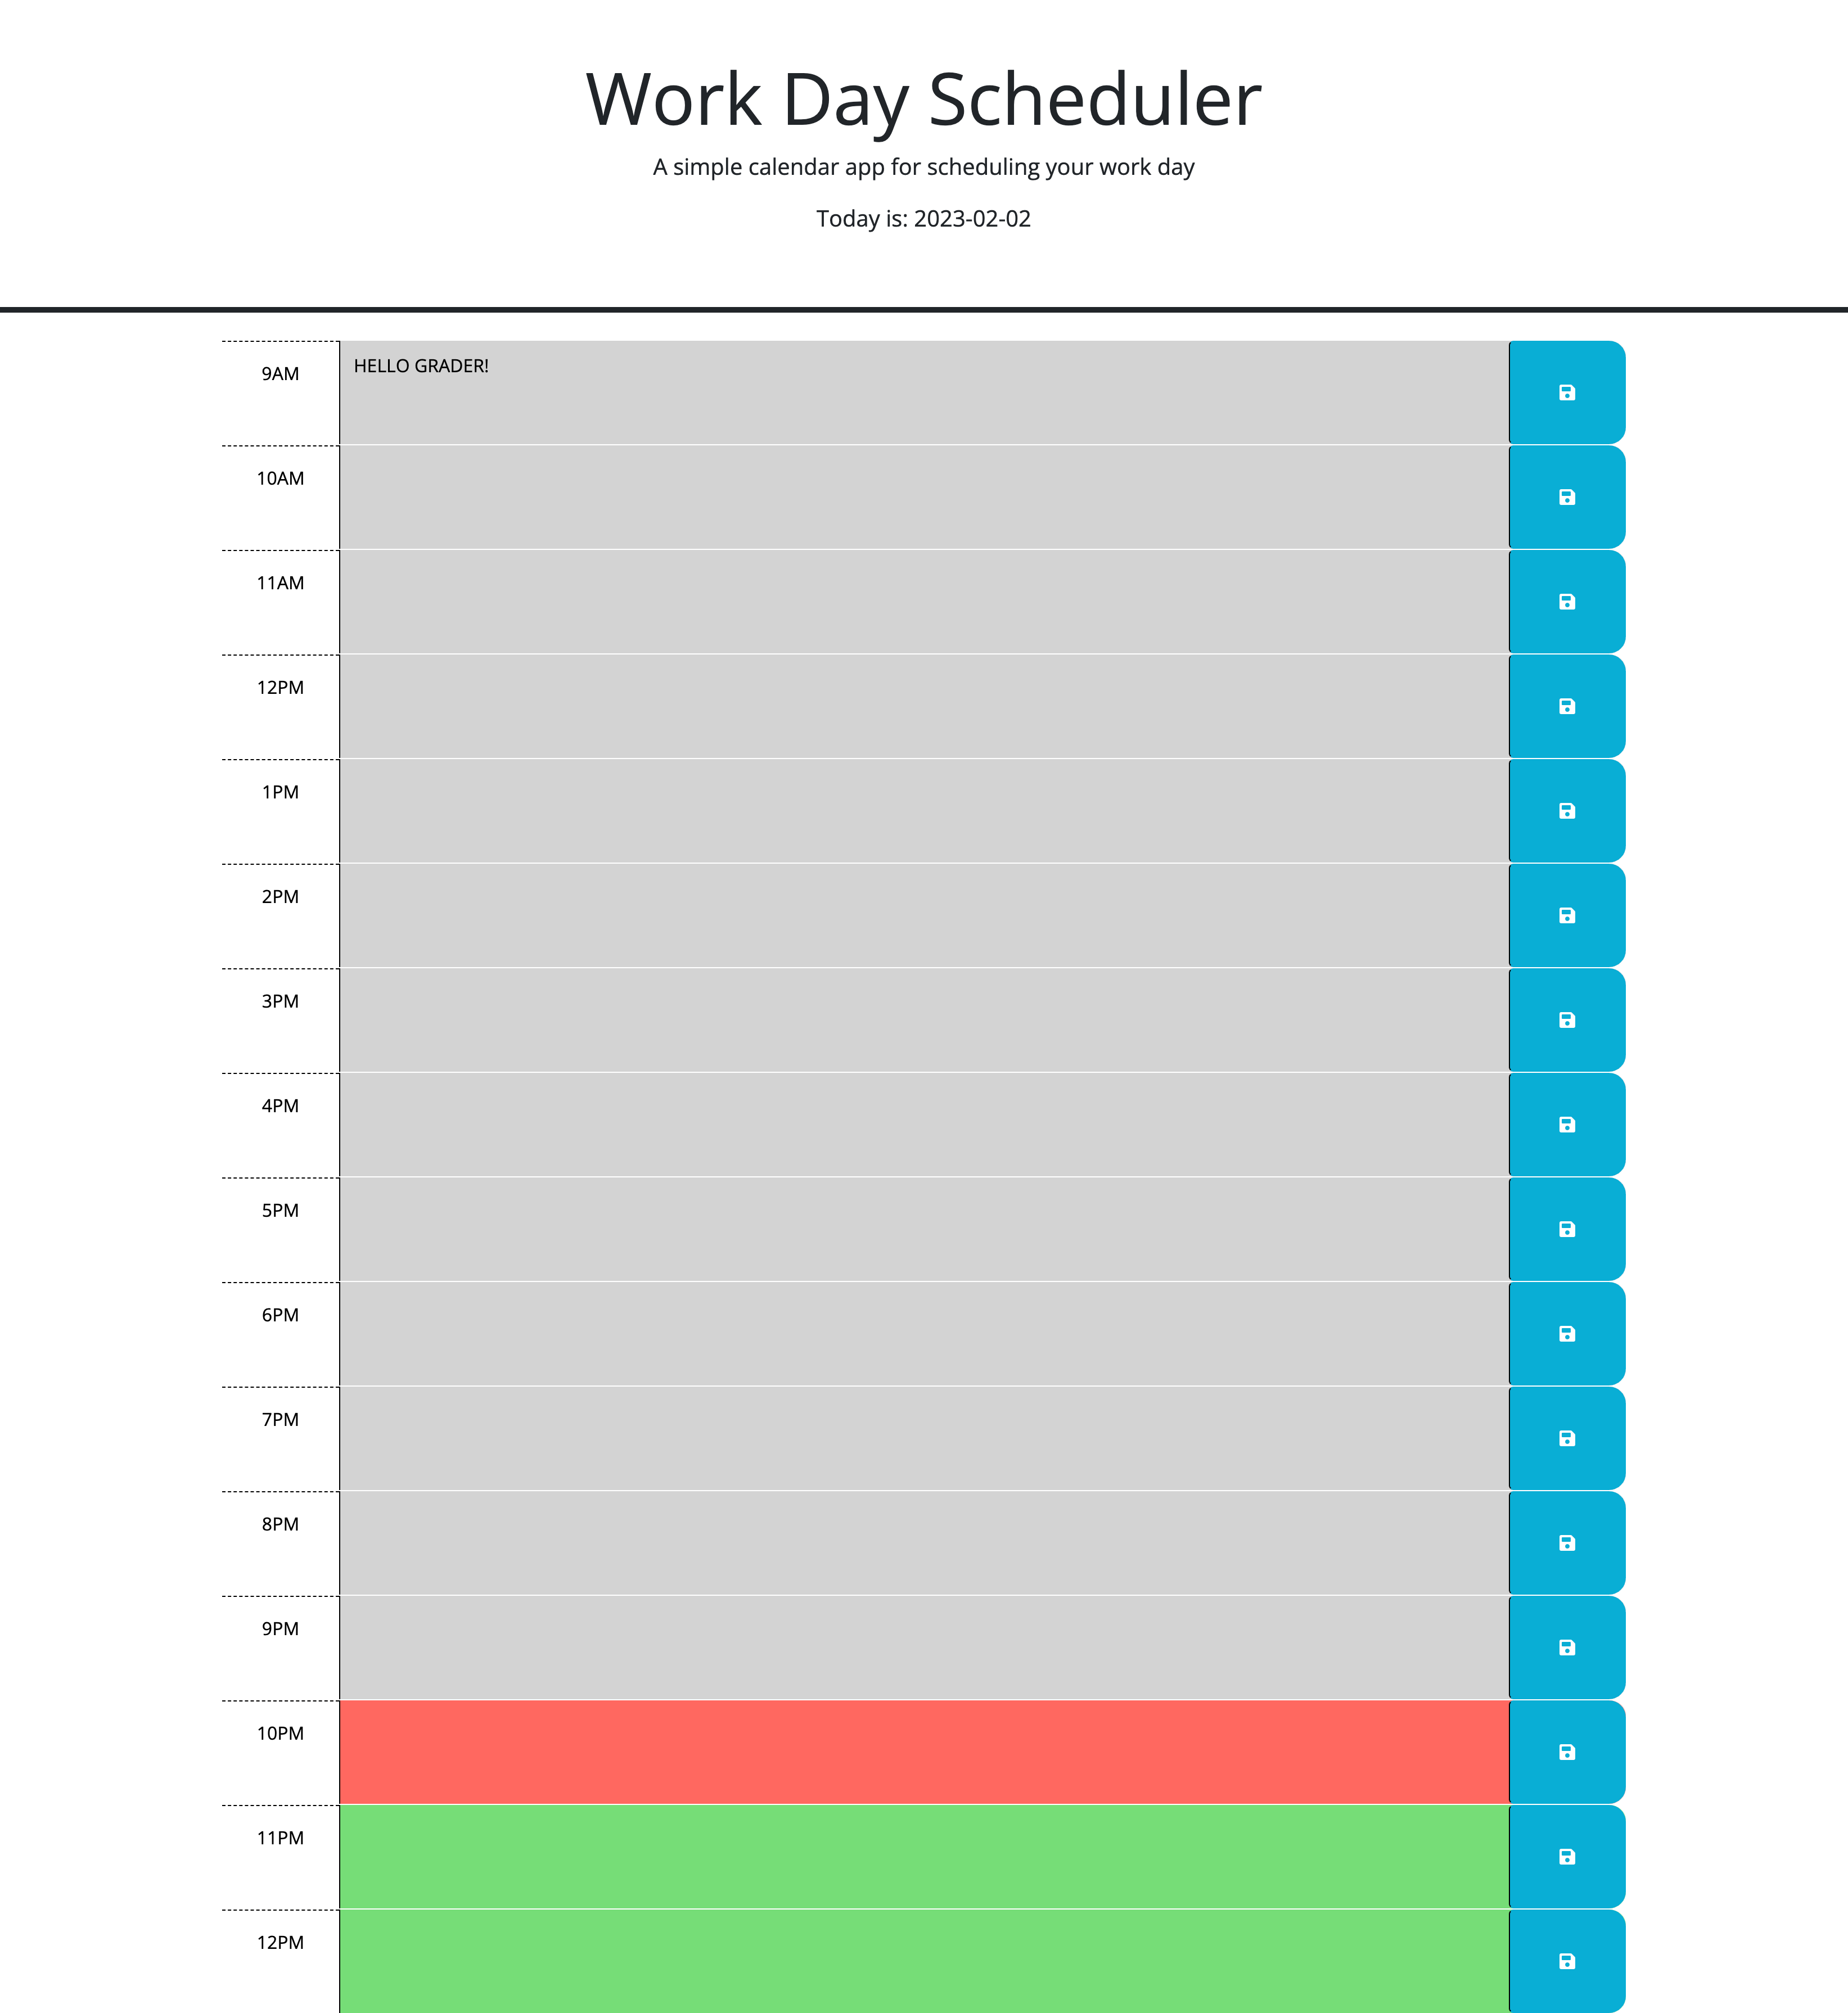 Work Day Scheduler
A simple calendar app for scheduling your work day
Today is: 2023-02-02
9AM
HELLO GRADER!
10AM
11AM
12PM
1PM
2PM
3PM
4PM
5PM
6PM
7PM
8PM
9PM
10PM
11PM
12PM